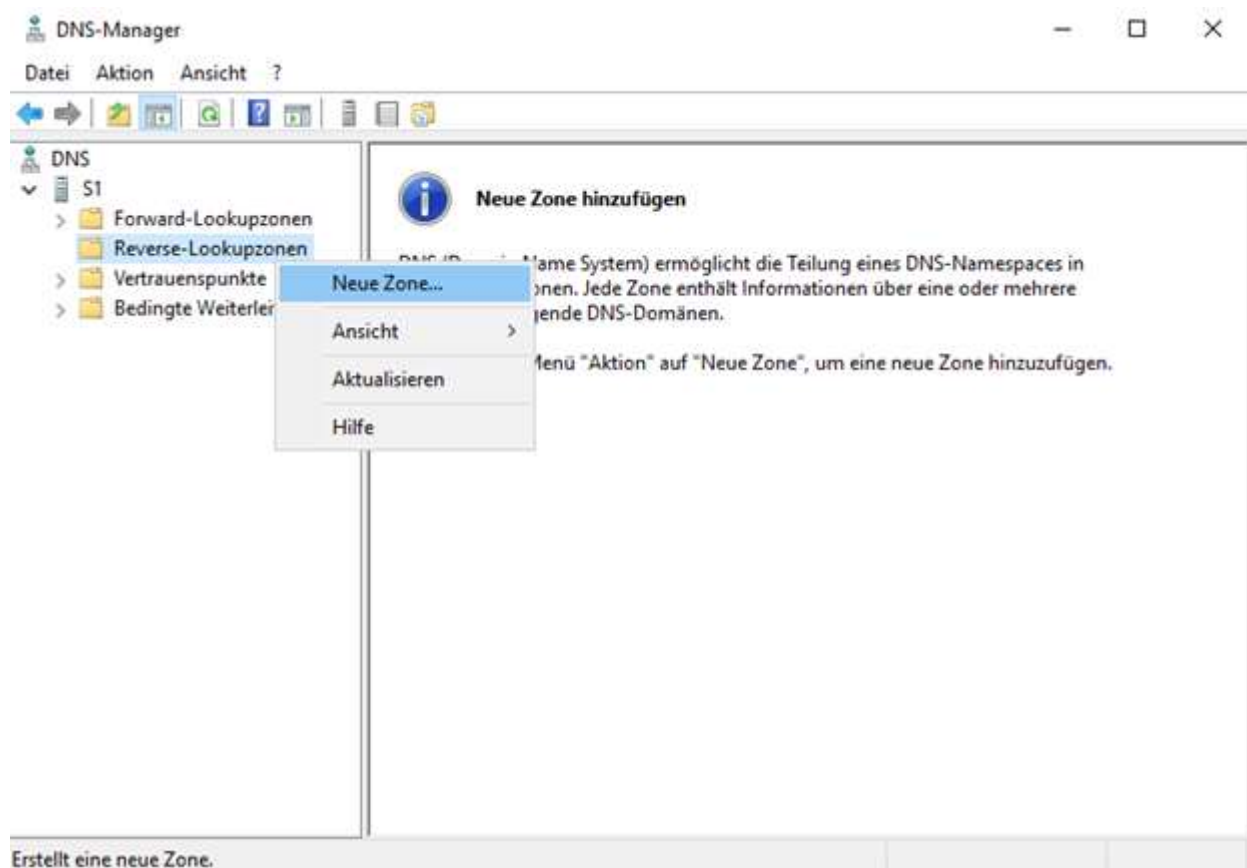 DNS-Manager
Datei Aktion Ansicht ?
DNS
S1
Forward-Lookupzonen
Reverse-Lookupzonen
Vertrauenspunkte
Bedingte Weiterlei
Neue Zone...
Ansicht
Aktualisieren
Hilfe
Neue Zone hinzufügen
Name System) ermöglicht die Teilung eines DNS-Namespaces in
onen. Jede Zone enthält Informationen über eine oder mehrere
gende DNS-Domänen.
Menü "Aktion" auf "Neue Zone", um eine neue Zone hinzuzufügen.
Erstellt eine neue Zone.